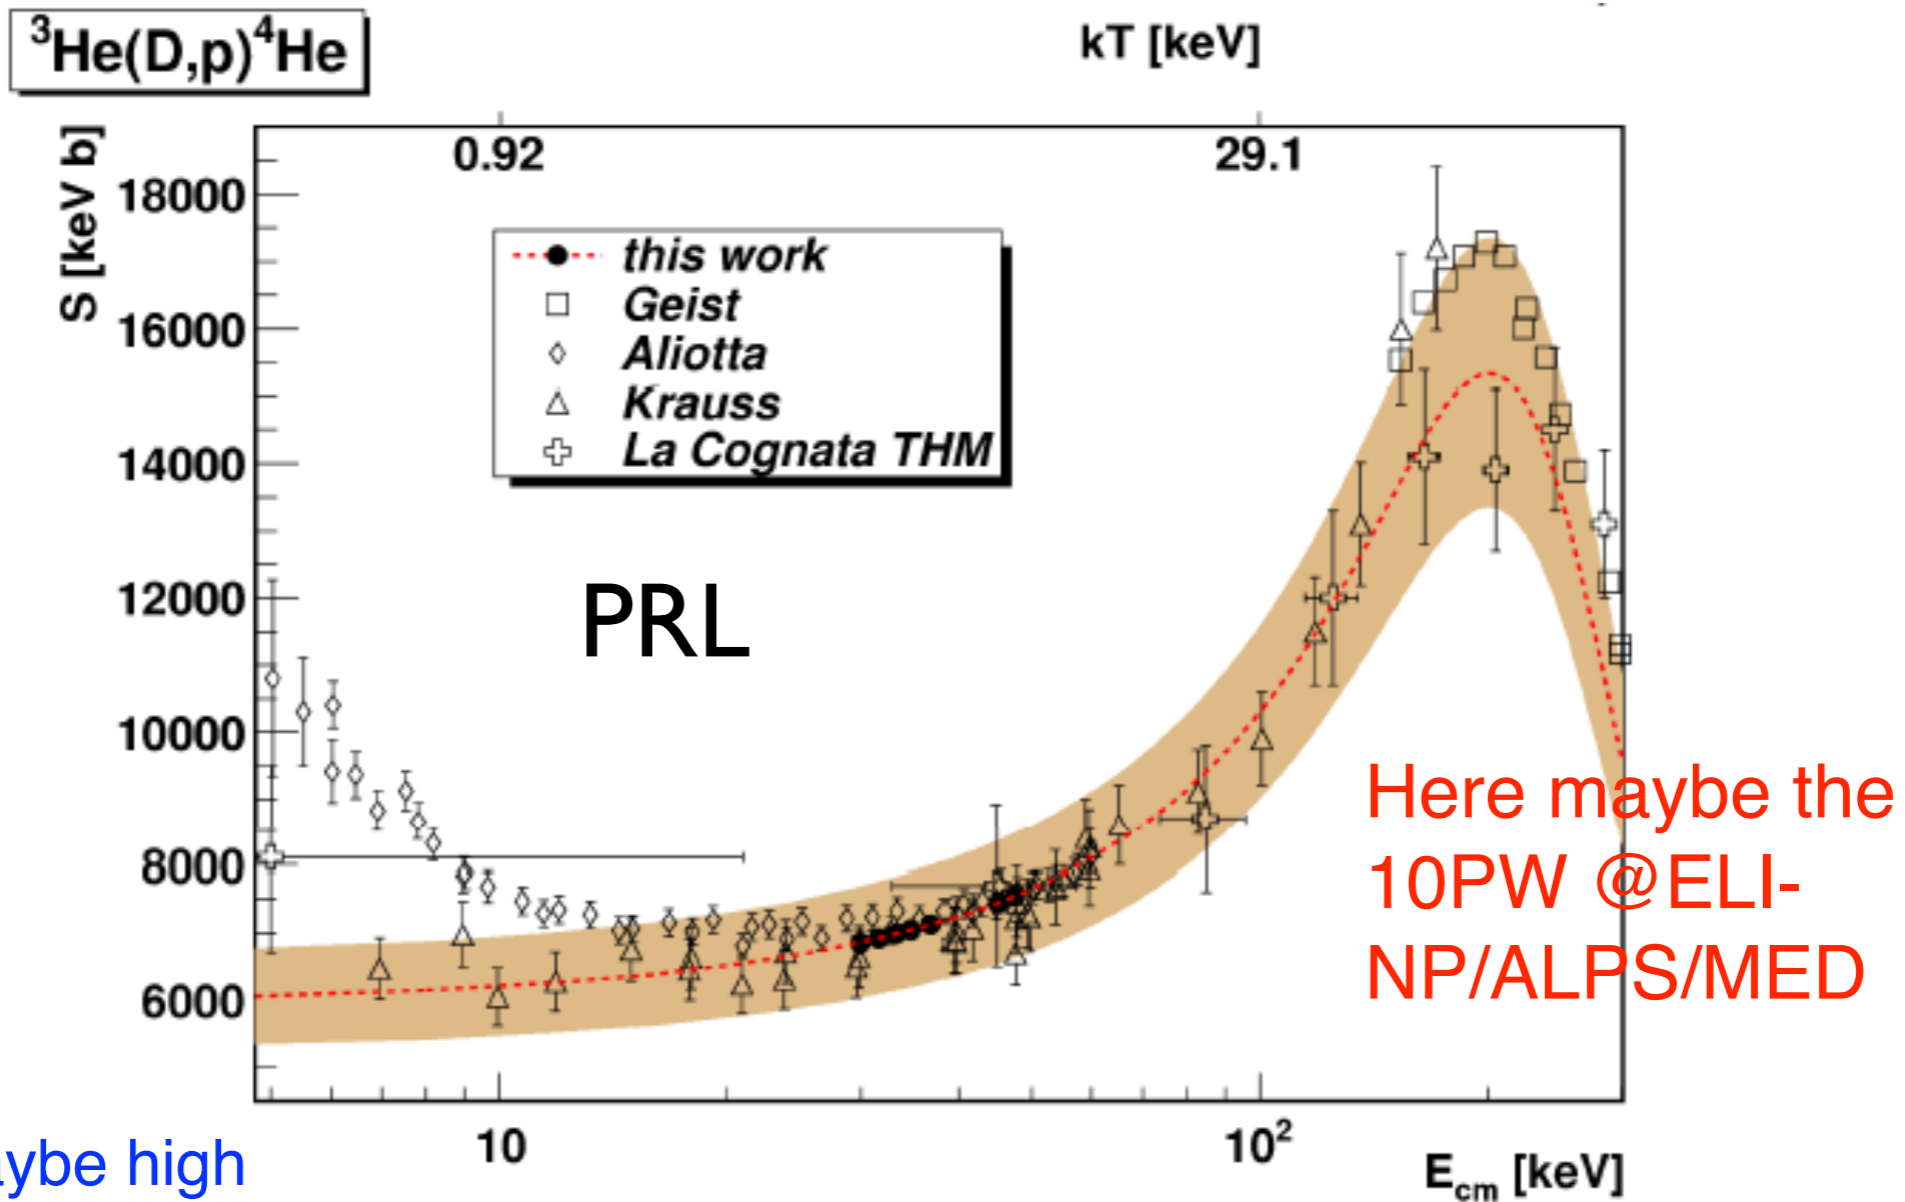 ³He(D,p)⁴He
kT [keV]
0.92 29.1
S [keV b]
18000
16000
14000
12000
10000
8000
6000
this work
Geist
Aliotta
Krauss
La Cognata THM
PRL
Here maybe the
10PW @ELI-
NP/ALPS/MED
10 10²
E_cm [keV]
high